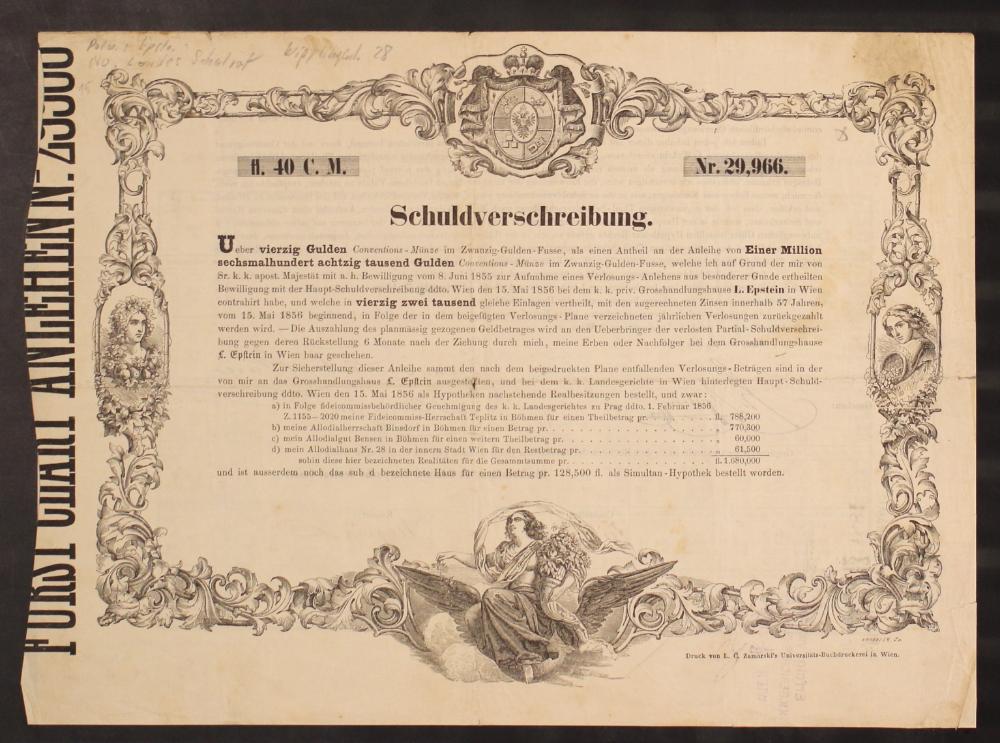 Landes
28
fl. 40 C. M.
Nr. 29,966.
Schuldverschreibung.
Ueber vierzig Gulden Conventions-Münze im Zwanzig-Gulden-Fusse, als einen Antheil an der Anleihe von Einer Million
sechsmalhundert achtzig tausend Gulden Conventions-Münze im Zwanzig-Gulden-Fusse, welche ich auf Grund der mir von
Sr. k. k. apost. Majestät mit a. h. Bewilligung vom 8. Juni 1855 zur Aufnahme eines Verlosungs-Anlehens aus besonderer Gnade ertheilten
Bewilligung mit der Haupt-Schuldverschreibung ddto. Wien den 15. Mai 1856 bei dem k. k. priv. Grosshandlungshause L. Epstein in Wien
contrahirt habe, und welche in vierzig zwei tausend gleiche Einlagen vertheilt, mit den zugerechneten Zinsen innerhalb 57 Jahren,
vom 15. Mai 1856 beginnend, in Folge der in dem beigefügten Verlosungs-Plane verzeichneten jährlichen Verlosungen zurückgezahlt
werden wird. — Die Auszahlung des planmässig gezogenen Geldbetrages wird an den Ueberbringer der verlosten Partial-Schuldverschrei-
bung gegen deren Rückstellung 6 Monate nach der Ziehung durch mich, meine Erben oder Nachfolger bei dem Grosshandlungshause
L. Epstein in Wien baar geschehen.
Zur Sicherstellung dieser Anleihe sammt den nach dem beigedruckten Plane entfallenden Verlosungs-Beträgen sind in der
von mir an das Grosshandlungshaus L. Epstein ausgestellten, und bei dem k. k. Landesgerichte in Wien hinterlegten Haupt-Schuld-
verschreibung ddto. Wien den 15. Mai 1856 als Hypotheken nachstehende Realbesitzungen bestellt, und zwar:
a) in Folge fideicommissbehördlicher Genehmigung des k. k. Landesgerichtes zu Prag ddto. 1. Februar 1856
Z. 1155—2020 meine Fideicommiss-Herrschaft Teplitz in Böhmen für einen Theilbetrag pr. . . . . . fl. 788,200
b) meine Allodialherrschaft Binsdorf in Böhmen für einen Betrag pr. . . . . . . . . . . „ 770,300
c) mein Allodialgut Bensen in Böhmen für einen weitern Theilbetrag pr. . . . . . . . . . „ 60,000
d) mein Allodialhaus Nr. 28 in der innern Stadt Wien für den Restbetrag pr. . . . . . . . . „ 61,500
sohin diese hier bezeichneten Realitäten für die Gesammtsumme pr. . . . . . . . . . fl. 1.680,000
und ist ausserdem noch das sub d bezeichnete Haus für einen Betrag pr. 128,500 fl. als Simultan-Hypothek bestellt worden.
Druck von L. C. Zamarski's Universitäts-Buchdruckerei in Wien.
FÜRST CLARY ANLEHEN Nr.